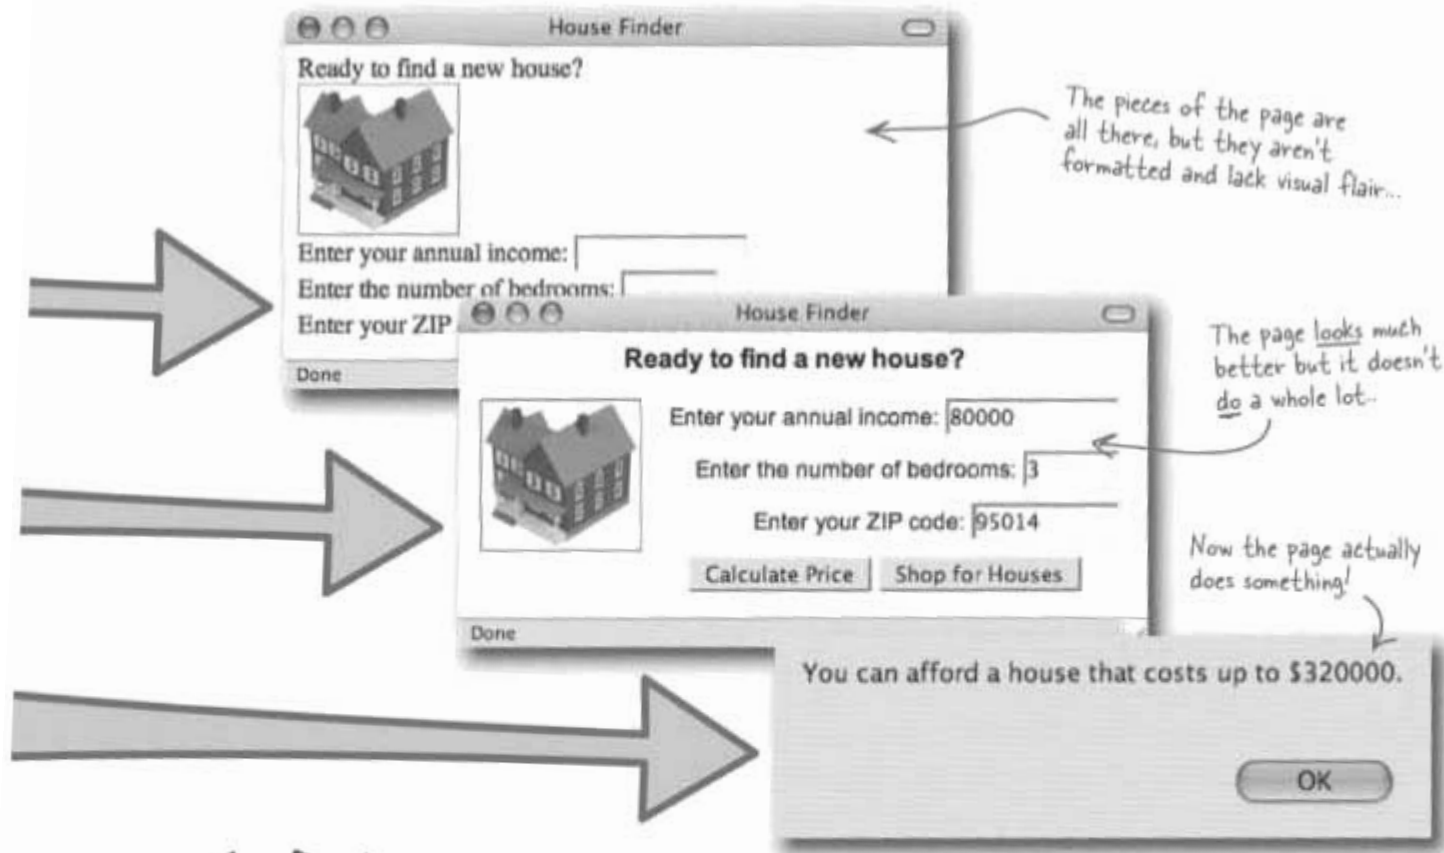 House Finder
Ready to find a new house?
Enter your annual income:
Enter the number of bedrooms:
Enter your ZIP
Done
The pieces of the page are
all there, but they aren't
formatted and lack visual flair...
House Finder
Ready to find a new house?
Enter your annual income: 80000
Enter the number of bedrooms: 3
Enter your ZIP code: 95014
Calculate Price Shop for Houses
Done
The page looks much
better but it doesn't
do a whole lot..
Now the page actually
does something!
You can afford a house that costs up to $320000.
OK